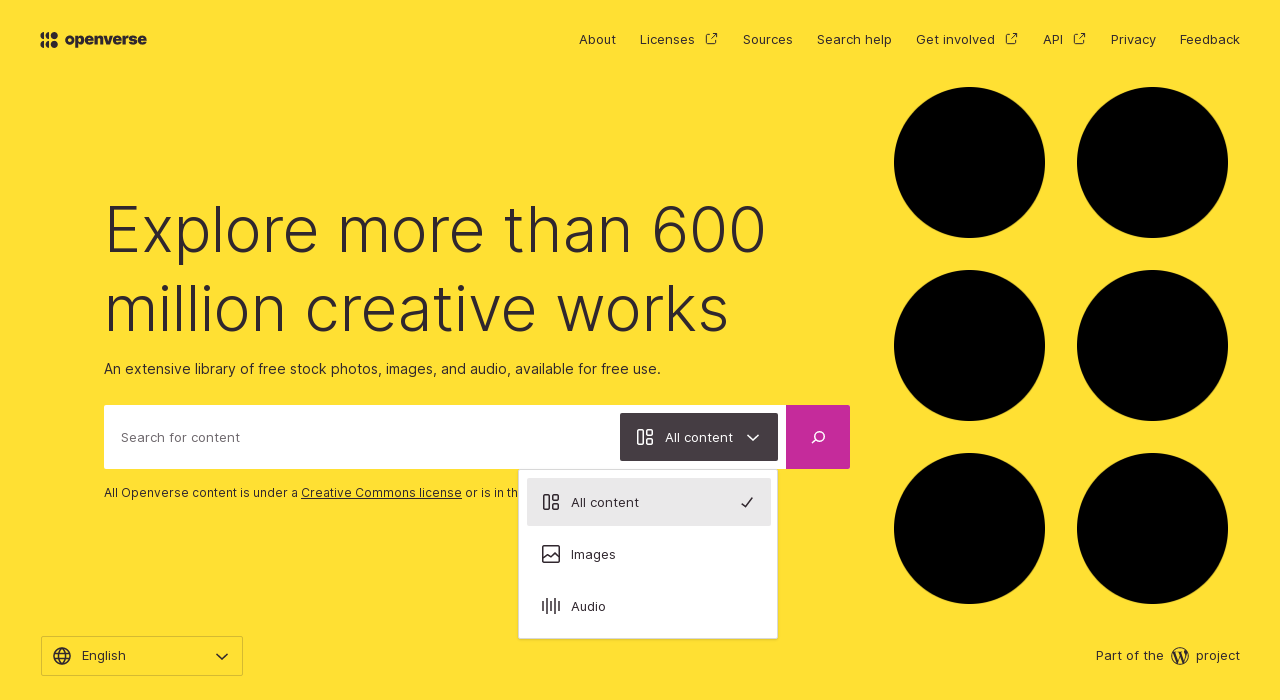 openverse
About
Licenses
Sources
Search help
Get involved
API
Privacy
Feedback
Explore more than 600
million creative works
An extensive library of free stock photos, images, and audio, available for free use.
Search for content
All content
All Openverse content is under a Creative Commons license or is in th
All content
Images
Audio
English
Part of the
project